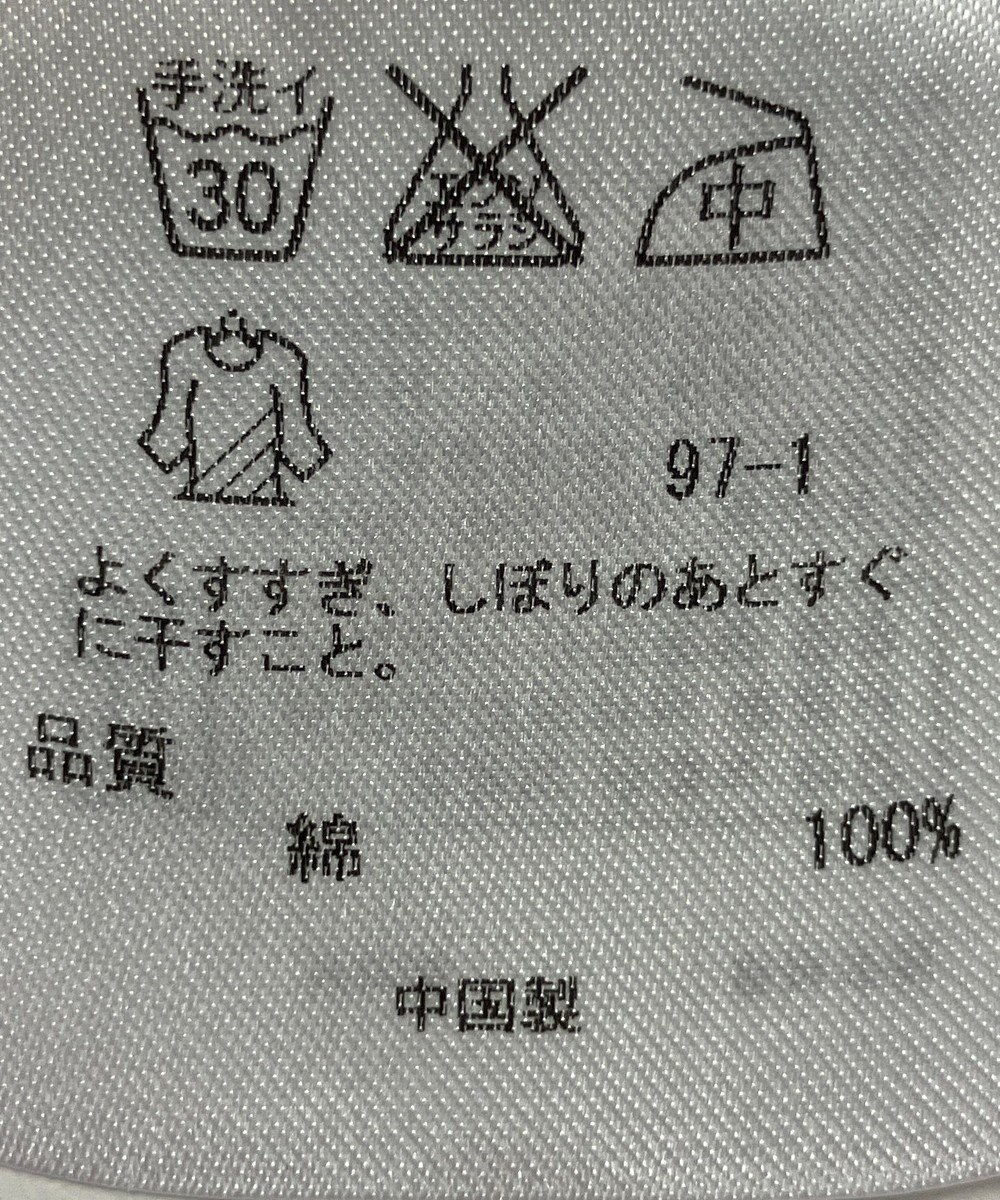 手洗イ
30
エンソ
サラシ
中
97-1
よくすすぎ、しぼりのあとすぐ
に干すこと。
品質
綿 100%
中国製